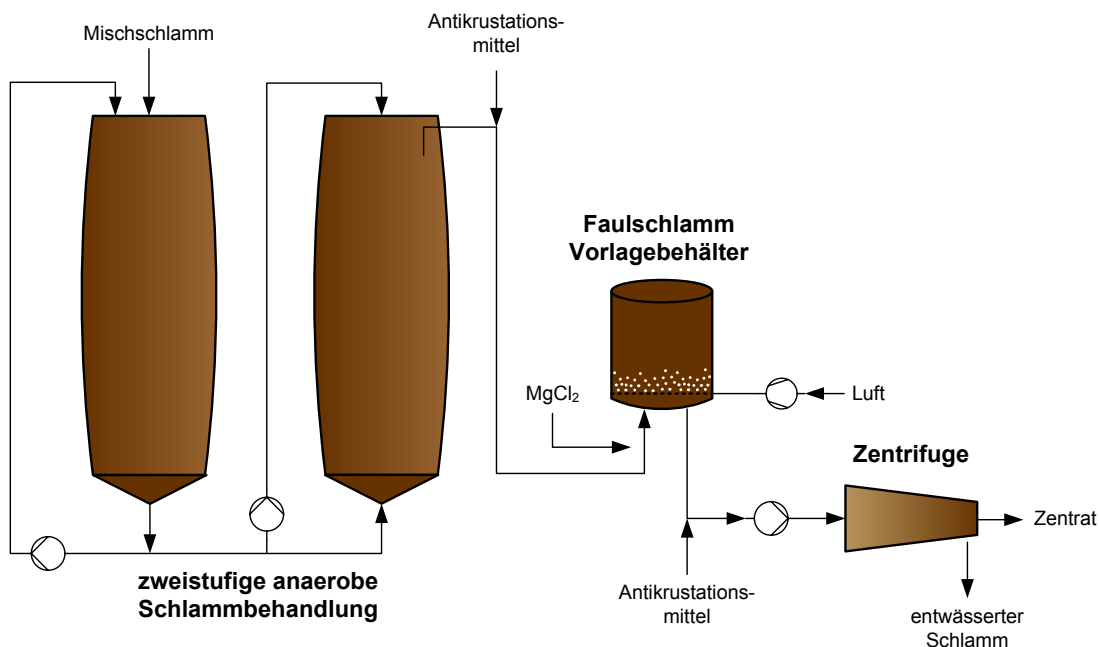 Mischschlamm
Antikrustations-
mittel
Faulschlamm
Vorlagebehälter
MgCl₂
Luft
Zentrifuge
Zentrat
zweistufige anaerobe
Schlammbehandlung
Antikrustations-
mittel
entwässerter
Schlamm